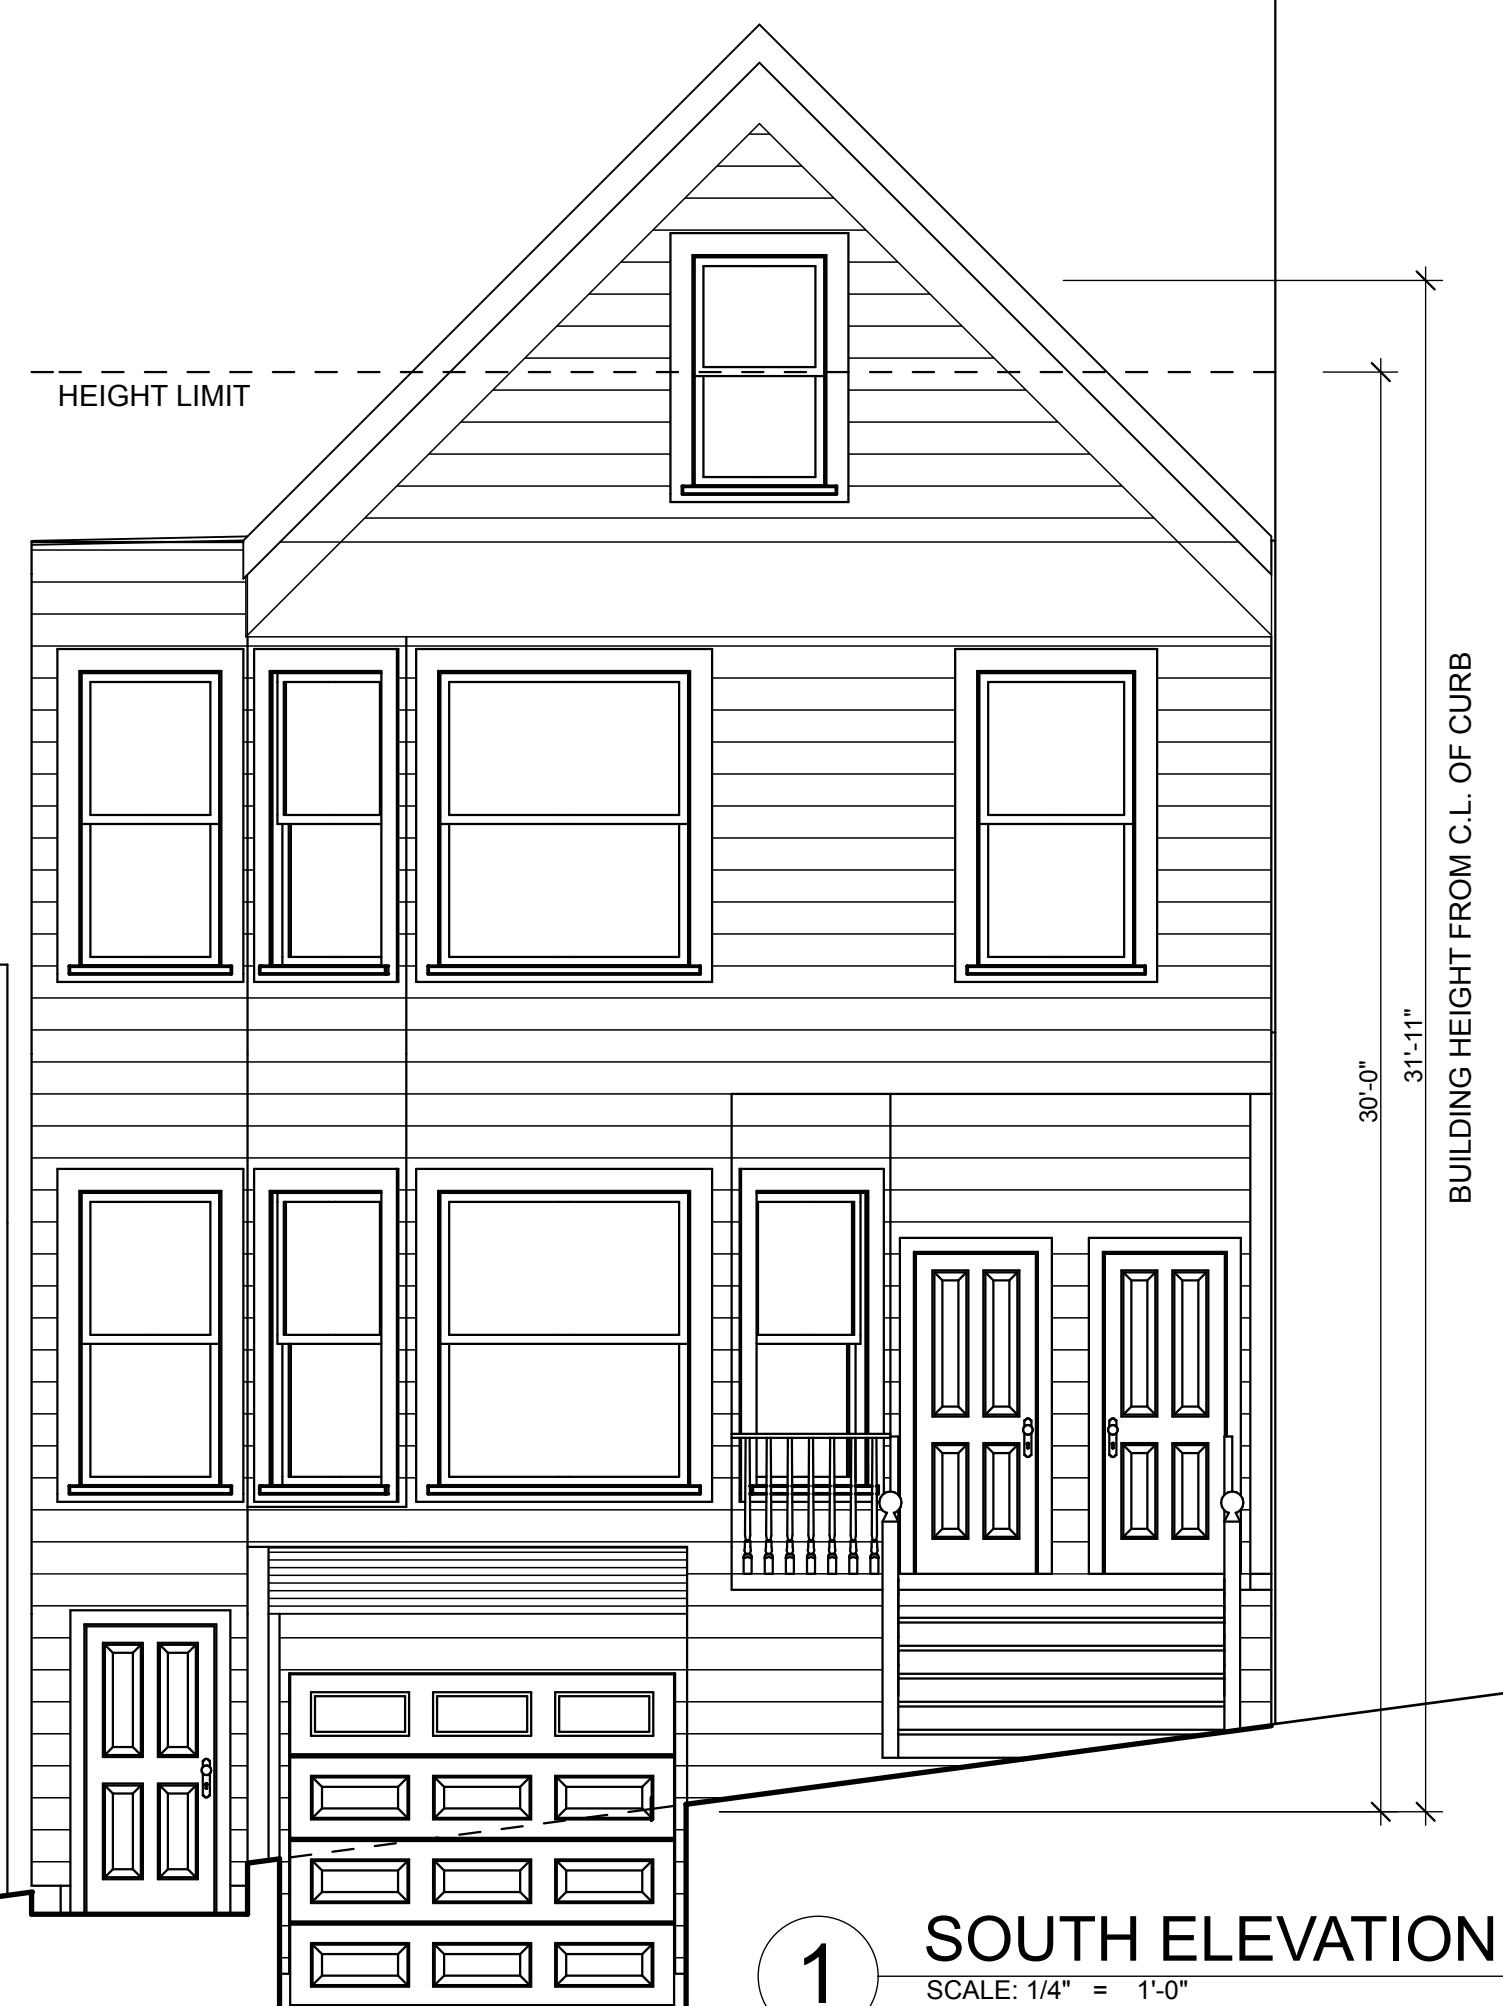 HEIGHT LIMIT
30'-0"
31'-11"
BUILDING HEIGHT FROM C.L. OF CURB
1
SOUTH ELEVATION
SCALE: 1/4" = 1'-0"